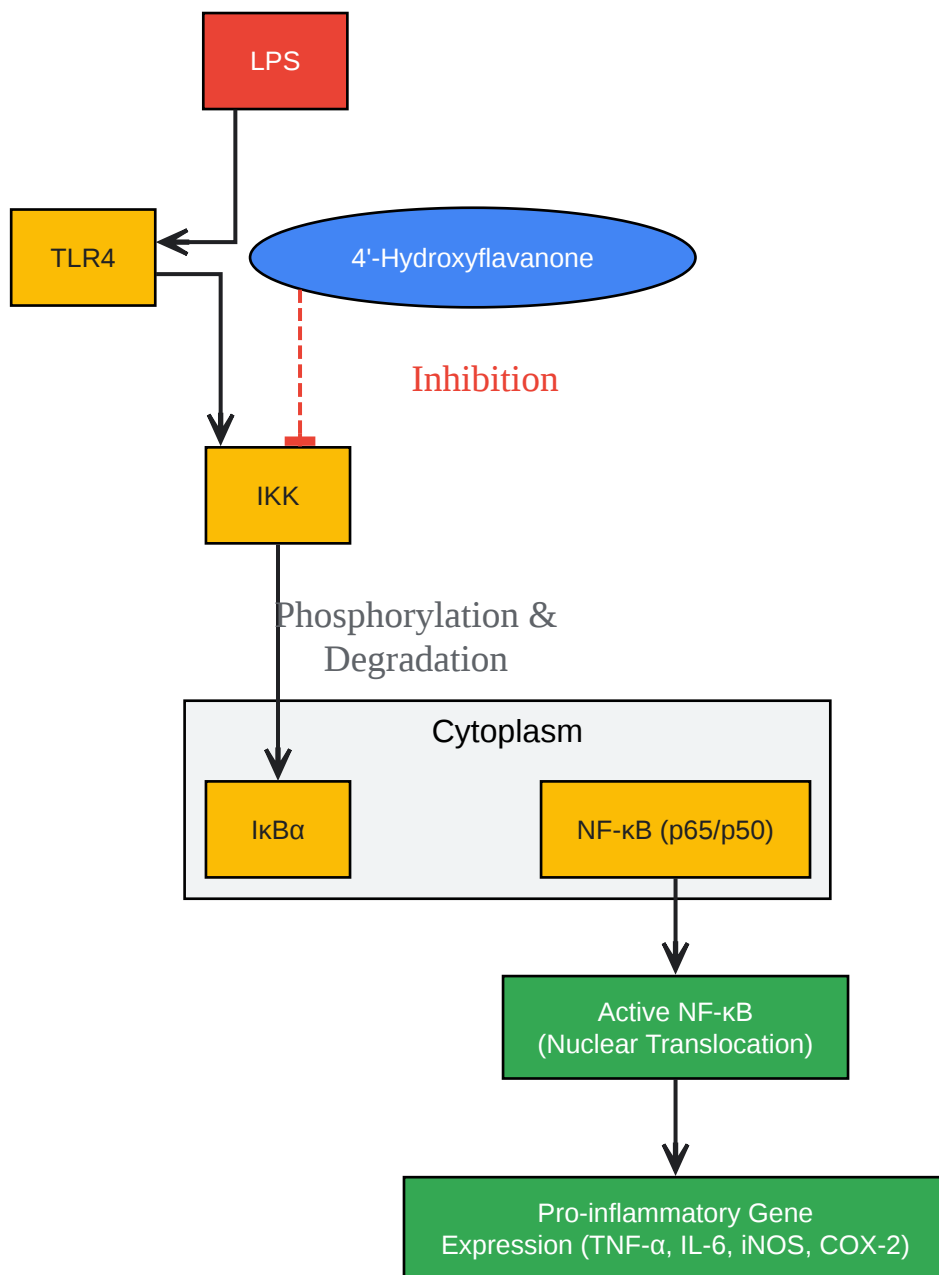 LPS
TLR4
4'-Hydroxyflavanone
Inhibition
IKK
Phosphorylation &
Degradation
Cytoplasm
IκBα
NF-κB (p65/p50)
Active NF-κB
(Nuclear Translocation)
Pro-inflammatory Gene
Expression (TNF-α, IL-6, iNOS, COX-2)